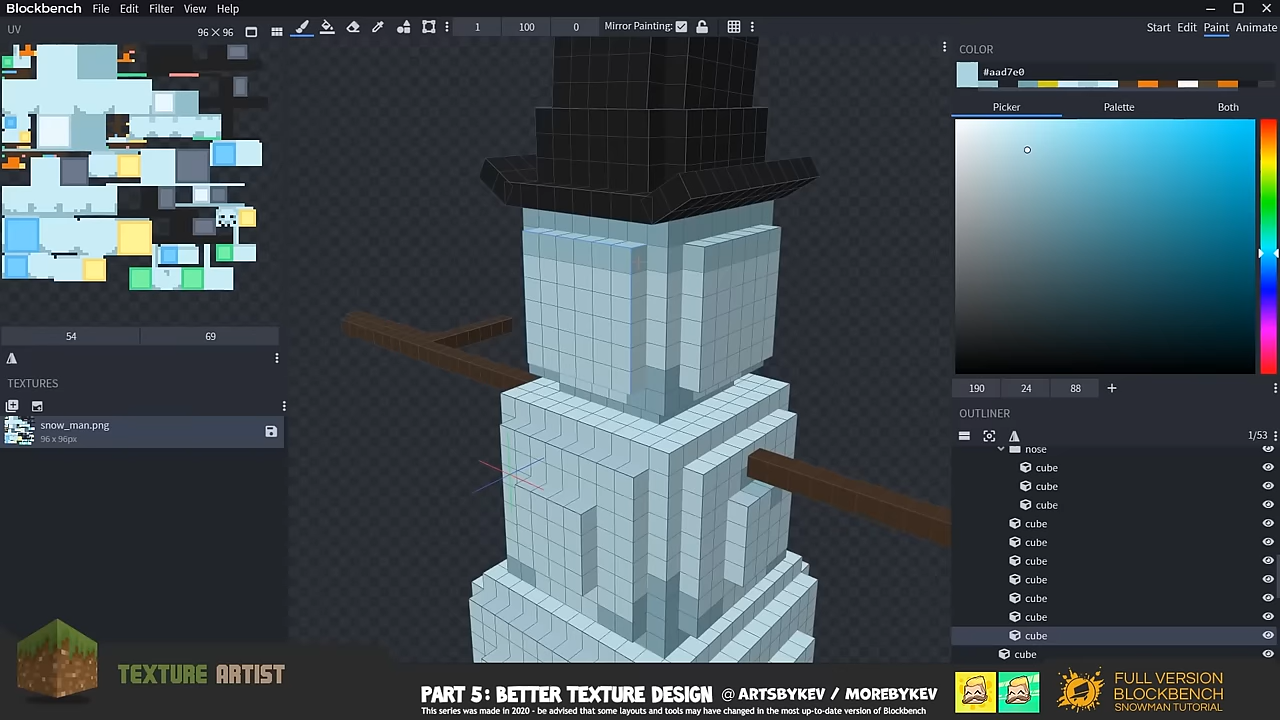 Blockbench File Edit Filter View Help
UV 96 × 96
1 100 0 Mirror Painting:
Start Edit Paint Animate
COLOR
#aad7e0
Picker Palette Both
54 69
TEXTURES
snow_man.png
96 x 96px
190 24 88
OUTLINER
1/53
nose
cube
cube
cube
cube
cube
cube
cube
cube
cube
cube
cube
TEXTURE ARTIST
PART 5: BETTER TEXTURE DESIGN @ARTSBYKEV / MOREBYKEV
This series was made in 2020 - be advised that some layouts and tools may have changed in the most up-to-date version of Blockbench
FULL VERSION
BLOCKBENCH
SNOWMAN TUTORIAL